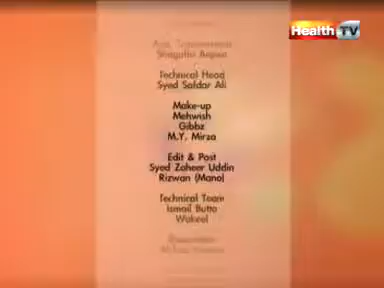 Health TV
Technical Head
Syed Safdar Ali
Make-up
Mehwish
Gibbz
M.Y. Mirza
Edit & Post
Syed Zaheer Uddin
Rizwan (Mano)
Technical Team
Ismail Butto
Wakeel